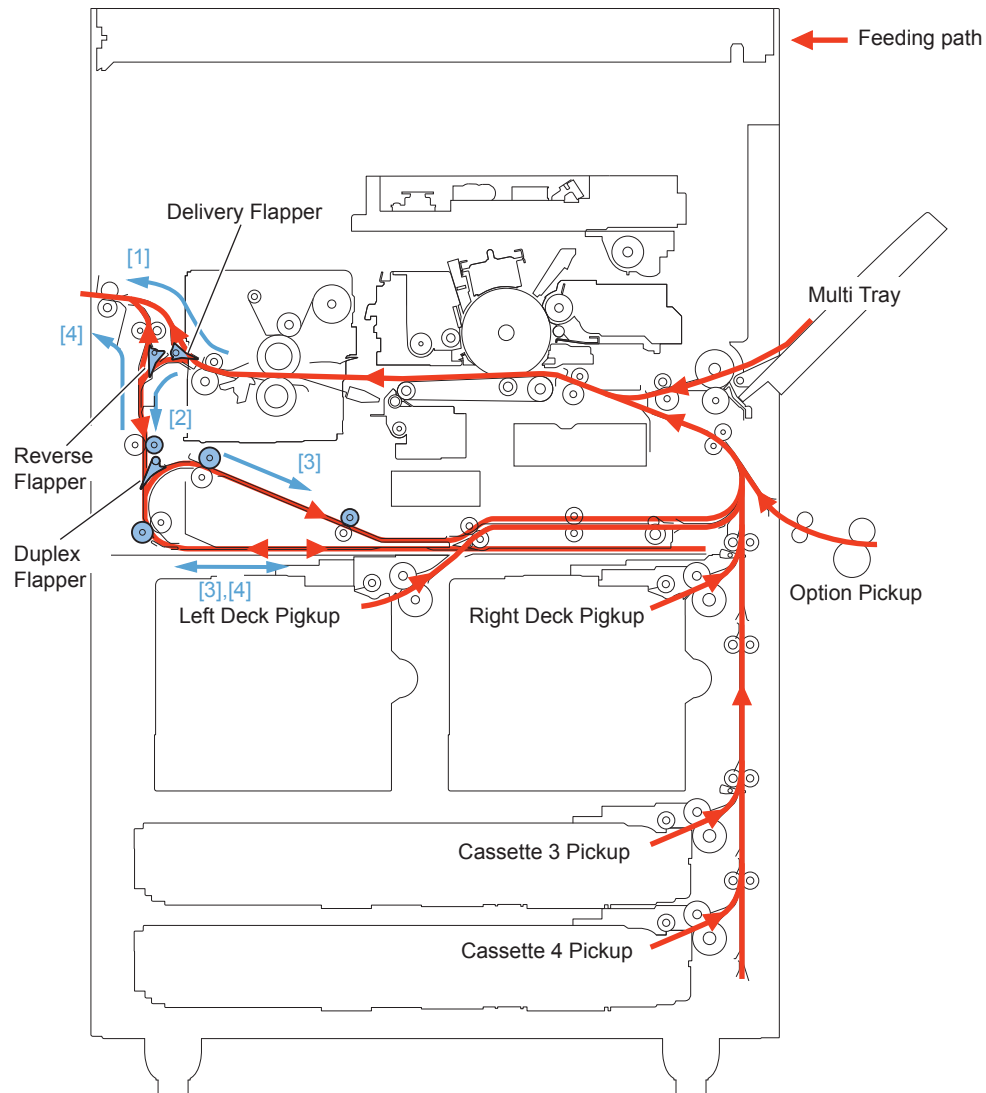 Feeding path
Delivery Flapper
[1]
Multi Tray
[4]
[2]
Reverse
Flapper
[3]
Duplex
Flapper
[3],[4]
Option Pickup
Left Deck Pigkup
Right Deck Pigkup
Cassette 3 Pickup
Cassette 4 Pickup